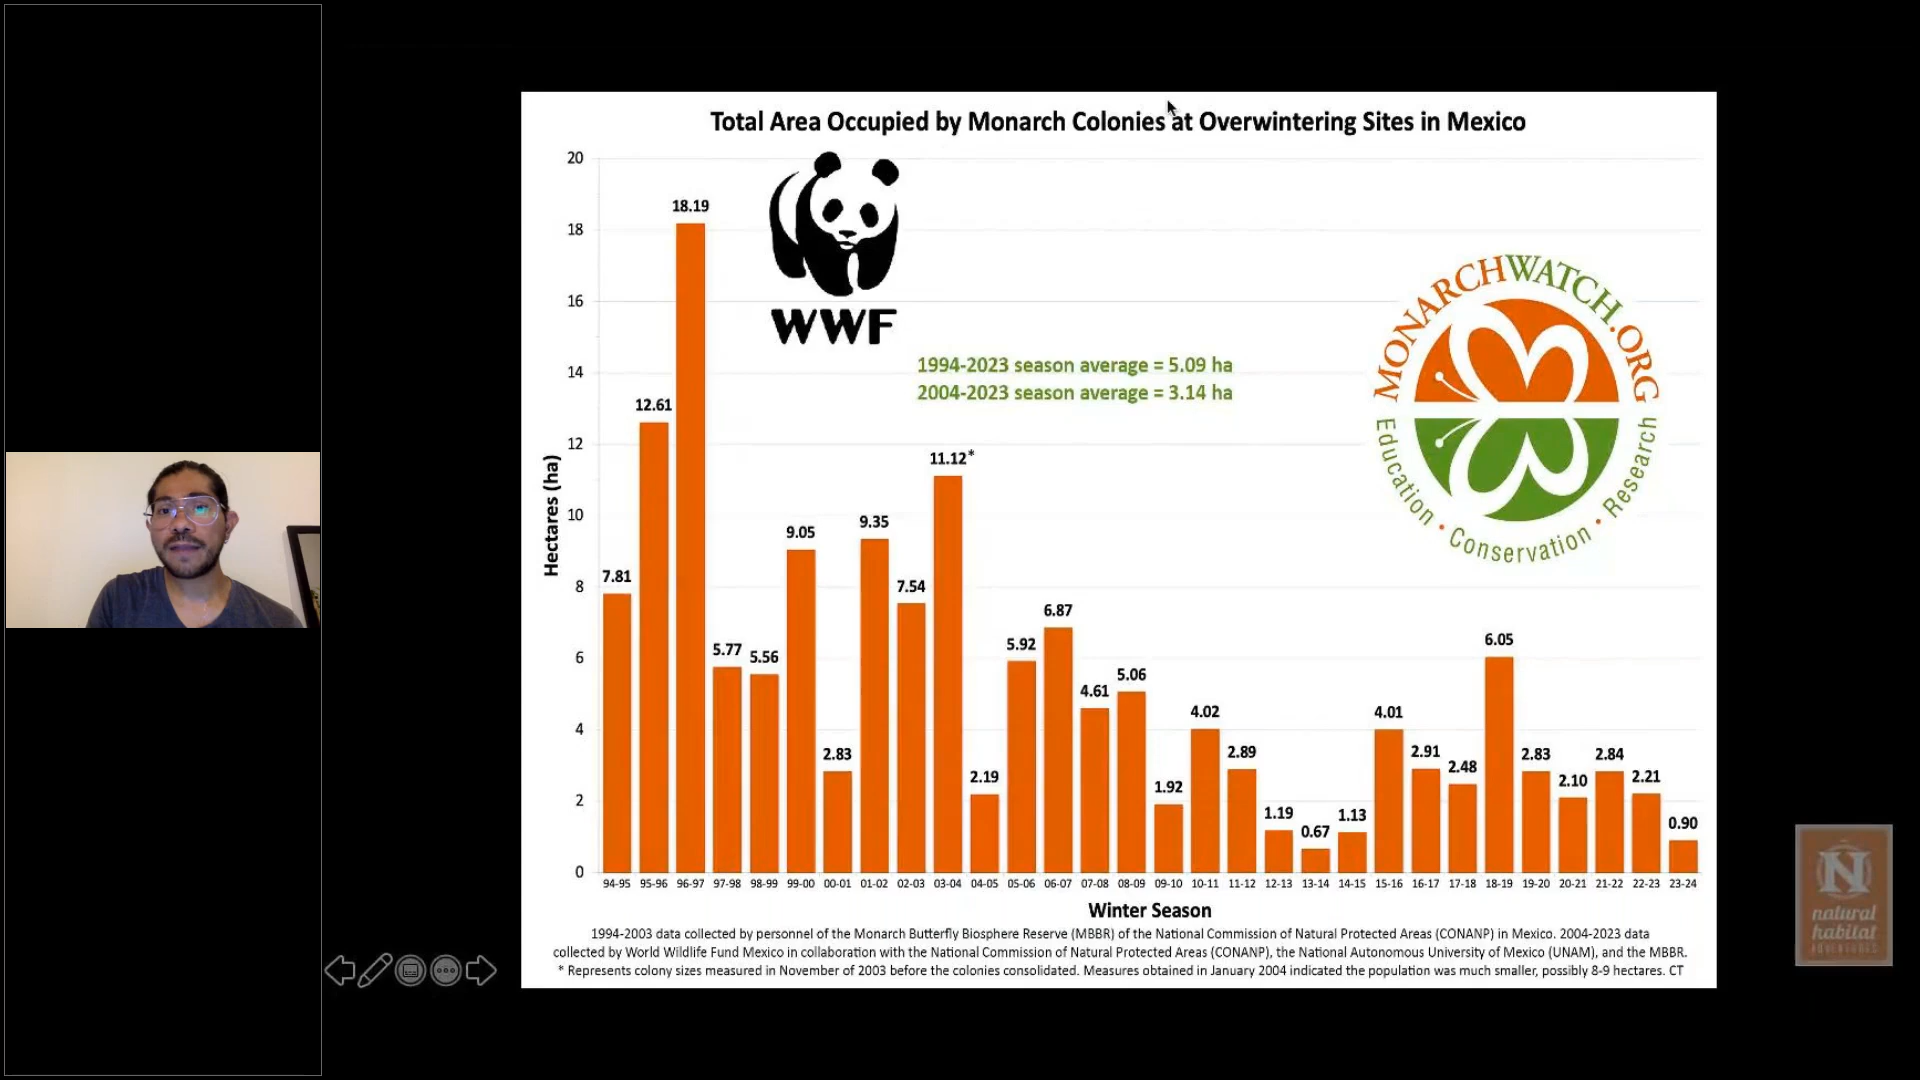 Total Area Occupied by Monarch Colonies at Overwintering Sites in Mexico
20
18
16
14
12
10
8
6
4
2
0
Hectares (ha)
WWF
1994-2023 season average = 5.09 ha
2004-2023 season average = 3.14 ha
MONARCHWATCH.ORG
Education • Conservation • Research
7.81
12.61
18.19
5.77
5.56
9.05
2.83
9.35
7.54
11.12*
2.19
5.92
6.87
4.61
5.06
1.92
4.02
2.89
1.19
0.67
1.13
4.01
2.91
2.48
6.05
2.83
2.10
2.84
2.21
0.90
94-95 95-96 96-97 97-98 98-99 99-00 00-01 01-02 02-03 03-04 04-05 05-06 06-07 07-08 08-09 09-10 10-11 11-12 12-13 13-14 14-15 15-16 16-17 17-18 18-19 19-20 20-21 21-22 22-23 23-24
Winter Season
1994-2003 data collected by personnel of the Monarch Butterfly Biosphere Reserve (MBBR) of the National Commission of Natural Protected Areas (CONANP) in Mexico. 2004-2023 data
collected by World Wildlife Fund Mexico in collaboration with the National Commission of Natural Protected Areas (CONANP), the National Autonomous University of Mexico (UNAM), and the MBBR.
* Represents colony sizes measured in November of 2003 before the colonies consolidated. Measures obtained in January 2004 indicated the population was much smaller, possibly 8-9 hectares. CT
N
natural
habitat
ADVENTURES